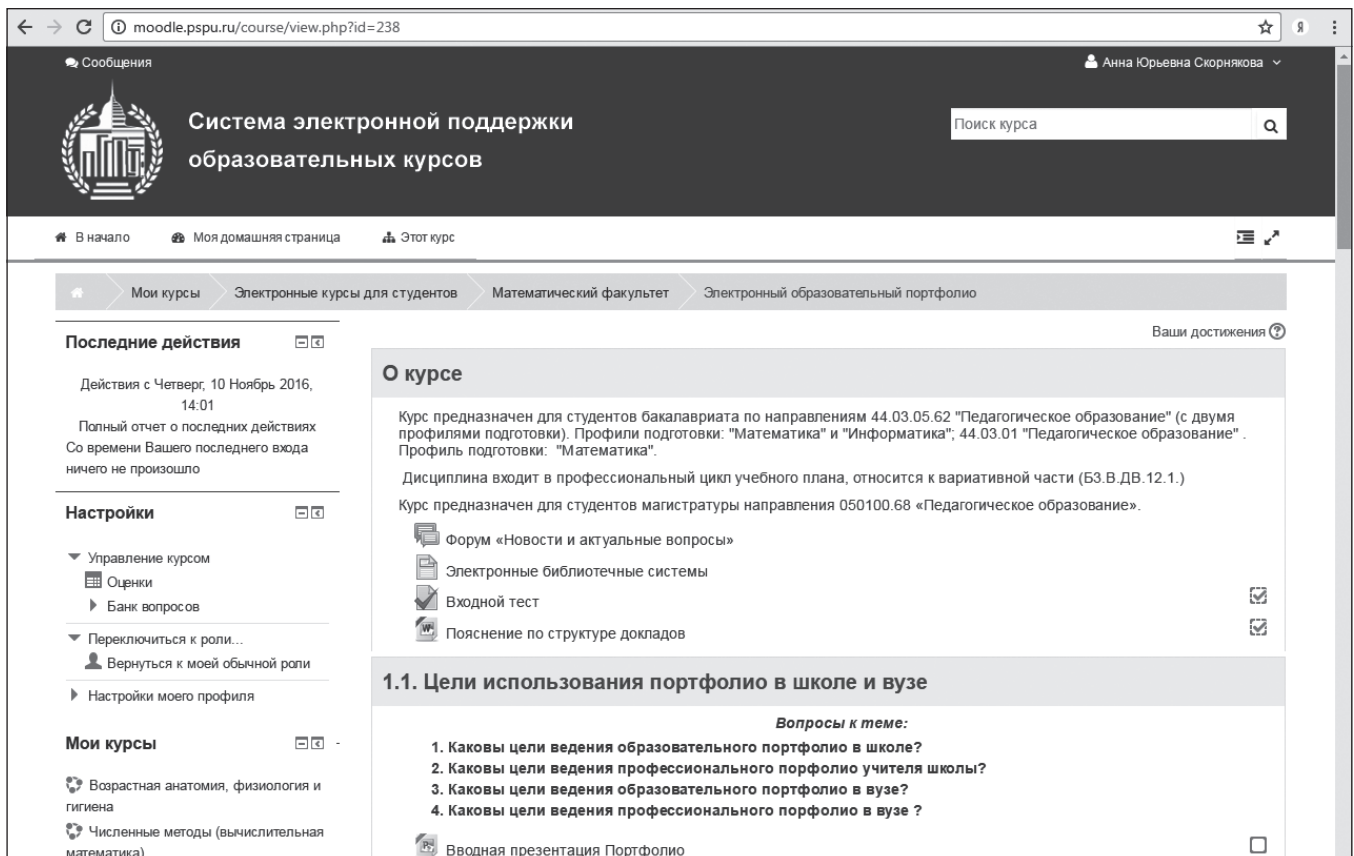 moodle.pspu.ru/course/view.php?id=238
Я
Сообщения
Анна Юрьевна Скорнякова
Система электронной поддержки
образовательных курсов
Поиск курса
В начало
Моя домашняя страница
Этот курс
Мои курсы
Электронные курсы для студентов
Математический факультет
Электронный образовательный портфолио
Ваши достижения
Последние действия
Действия с Четверг, 10 Ноябрь 2016,
14:01
Полный отчет о последних действиях
Со времени Вашего последнего входа
ничего не произошло
Настройки
Управление курсом
Оценки
Банк вопросов
Переключиться к роли...
Вернуться к моей обычной роли
Настройки моего профиля
Мои курсы
Возрастная анатомия, физиология и
гигиена
Численные методы (вычислительная
математика)
О курсе
Курс предназначен для студентов бакалавриата по направлениям 44.03.05.62 "Педагогическое образование" (с двумя
профилями подготовки). Профили подготовки: "Математика" и "Информатика"; 44.03.01 "Педагогическое образование" .
Профиль подготовки: "Математика".
Дисциплина входит в профессиональный цикл учебного плана, относится к вариативной части (Б3.В.ДВ.12.1.)
Курс предназначен для студентов магистратуры направления 050100.68 «Педагогическое образование».
Форум «Новости и актуальные вопросы»
Электронные библиотечные системы
Входной тест
Пояснение по структуре докладов
1.1. Цели использования портфолио в школе и вузе
Вопросы к теме:
1. Каковы цели ведения образовательного портфолио в школе?
2. Каковы цели ведения профессионального порфолио учителя школы?
3. Каковы цели ведения образовательного портфолио в вузе?
4. Каковы цели ведения профессионального порфолио в вузе ?
Вводная презентация Портфолио